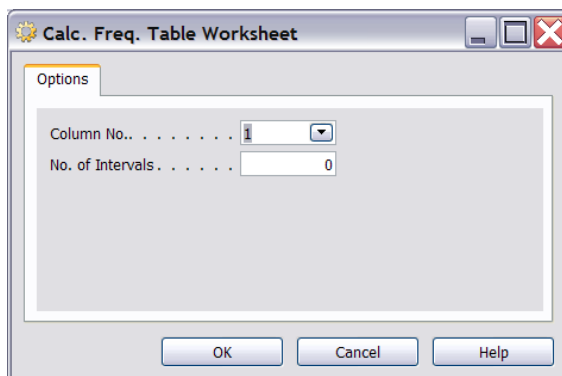 Calc. Freq. Table Worksheet
Options
Column No.. . . . . . . . 1
No. of Intervals . . . . . . 0
OK Cancel Help